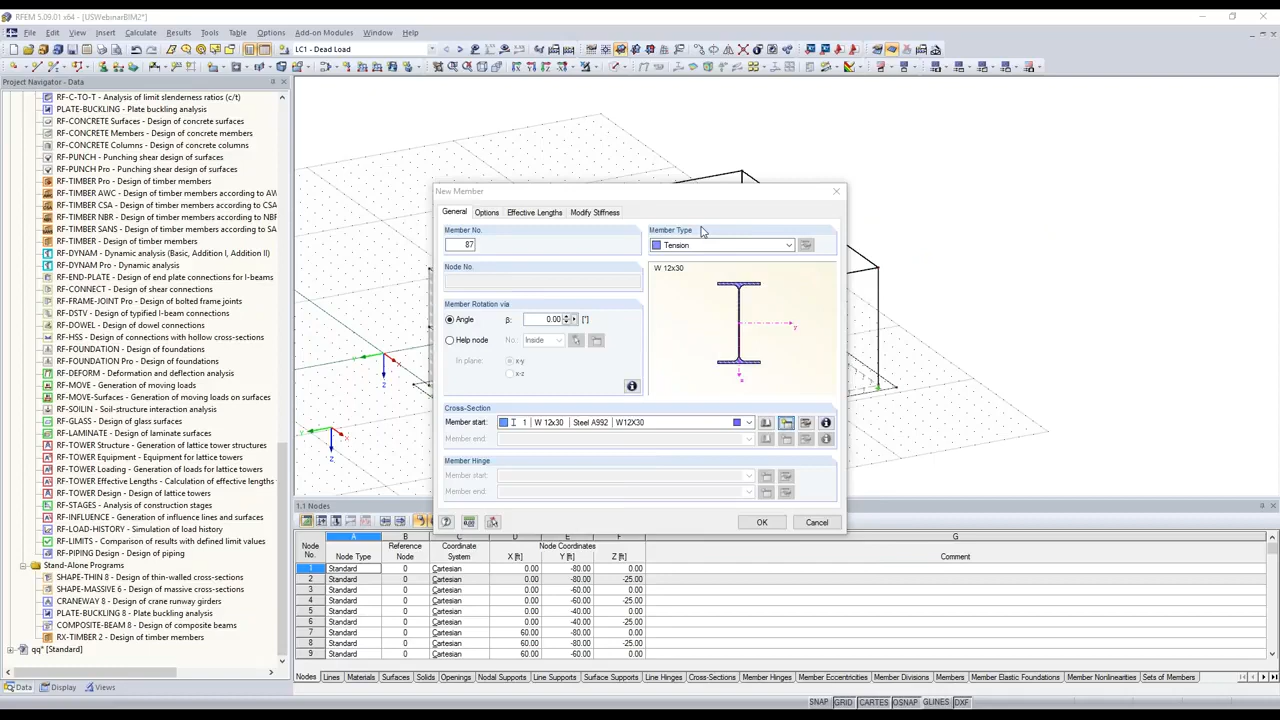 RFEM 5.09.01 x64 - [USWebinarBIM2*]
File Edit View Insert Calculate Results Tools Table Options Add-on Modules Window Help
LC1 - Dead Load
Project Navigator - Data
RF-C-TO-T - Analysis of limit slenderness ratios (c/t)
PLATE-BUCKLING - Plate buckling analysis
RF-CONCRETE Surfaces - Design of concrete surfaces
RF-CONCRETE Members - Design of concrete members
RF-CONCRETE Columns - Design of concrete columns
RF-PUNCH - Punching shear design of surfaces
RF-PUNCH Pro - Punching shear design of surfaces
RF-TIMBER Pro - Design of timber members
RF-TIMBER AWC - Design of timber members according to AW
RF-TIMBER CSA - Design of timber members according to CSA
RF-TIMBER NBR - Design of timber members according to NBR
RF-TIMBER SANS - Design of timber members according to SA
RF-TIMBER - Design of timber members
RF-DYNAM - Dynamic analysis (Basic, Addition I, Addition II)
RF-DYNAM Pro - Dynamic analysis
RF-END-PLATE - Design of end plate connections for I-beams
RF-CONNECT - Design of shear connections
RF-FRAME-JOINT Pro - Design of bolted frame joints
RF-DSTV - Design of typified I-beam connections
RF-DOWEL - Design of dowel connections
RF-HSS - Design of connections with hollow cross-sections
RF-FOUNDATION - Design of foundations
RF-FOUNDATION Pro - Design of foundations
RF-DEFORM - Deformation and deflection analysis
RF-MOVE - Generation of moving loads
RF-MOVE-Surfaces - Generation of moving loads on surfaces
RF-SOILIN - Soil-structure interaction analysis
RF-GLASS - Design of glass surfaces
RF-LAMINATE - Design of laminate surfaces
RF-TOWER Structure - Generation of lattice towers
RF-TOWER Equipment - Equipment for lattice towers
RF-TOWER Loading - Generation of loads for lattice towers
RF-TOWER Effective Lengths - Calculation of effective lengths
RF-TOWER Design - Design of lattice towers
RF-STAGES - Analysis of construction stages
RF-INFLUENCE - Generation of influence lines and surfaces
RF-LOAD-HISTORY - Simulation of load history
RF-LIMITS - Comparison of results with defined limit values
RF-PIPING Design - Design of piping
Stand-Alone Programs
SHAPE-THIN 8 - Design of thin-walled cross-sections
SHAPE-MASSIVE 6 - Design of massive cross-sections
CRANEWAY 8 - Design of crane runway girders
PLATE-BUCKLING 8 - Plate buckling analysis
COMPOSITE-BEAM 8 - Design of composite beams
RX-TIMBER 2 - Design of timber members
qq* [Standard]
Data Display Views
New Member
General Options Effective Lengths Modify Stiffness
Member No. Member Type
87 Tension
Node No. W 12x30
Member Rotation via
Angle β: 0.00 [°]
Help node No.: Inside
In plane: x-y
x-z
y
z
Cross-Section
Member start: 1 | W 12x30 | Steel A992 | W12X30
Member end:
Member Hinge
Member start:
Member end:
OK Cancel
Z X
Z X
1.1 Nodes
A B C D E F G
Node No. Node Type Reference Node Coordinate System Node Coordinates X [ft] Y [ft] Z [ft] Comment
1 Standard 0 Cartesian 0.00 -80.00 0.00
2 Standard 0 Cartesian 0.00 -80.00 -25.00
3 Standard 0 Cartesian 0.00 -60.00 0.00
4 Standard 0 Cartesian 0.00 -60.00 -25.00
5 Standard 0 Cartesian 0.00 -40.00 0.00
6 Standard 0 Cartesian 0.00 -40.00 -25.00
7 Standard 0 Cartesian 60.00 -80.00 0.00
8 Standard 0 Cartesian 60.00 -80.00 -25.00
9 Standard 0 Cartesian 60.00 -60.00 0.00
Nodes Lines Materials Surfaces Solids Openings Nodal Supports Line Supports Surface Supports Line Hinges Cross-Sections Member Hinges Member Eccentricities Member Divisions Members Member Elastic Foundations Member Nonlinearities Sets of Members
SNAP GRID CARTES OSNAP GLINES DXF